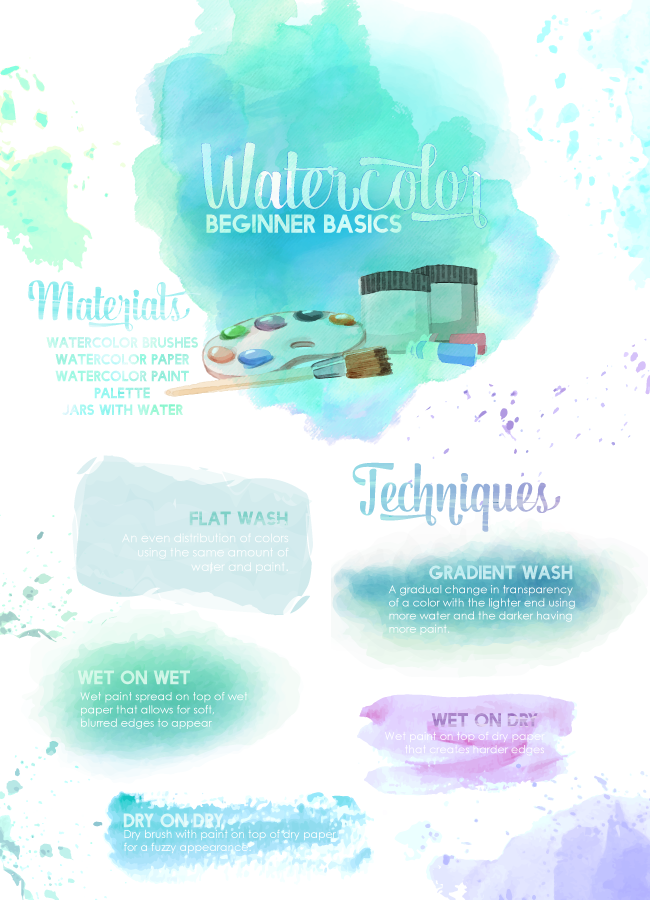 Watercolor
BEGINNER BASICS
Materials
WATERCOLOR BRUSHES
WATERCOLOR PAPER
WATERCOLOR PAINT
PALETTE
JARS WITH WATER
Techniques
FLAT WASH
An even distribution of colors
using the same amount of
water and paint.
GRADIENT WASH
A gradual change in transparency
of a color with the lighter end using
more water and the darker having
more paint.
WET ON WET
Wet paint spread on top of wet
paper that allows for soft,
blurred edges to appear
WET ON DRY
Wet paint on top of dry paper
that creates harder edges
DRY ON DRY
Dry brush with paint on top of dry paper
for a fuzzy appearance.